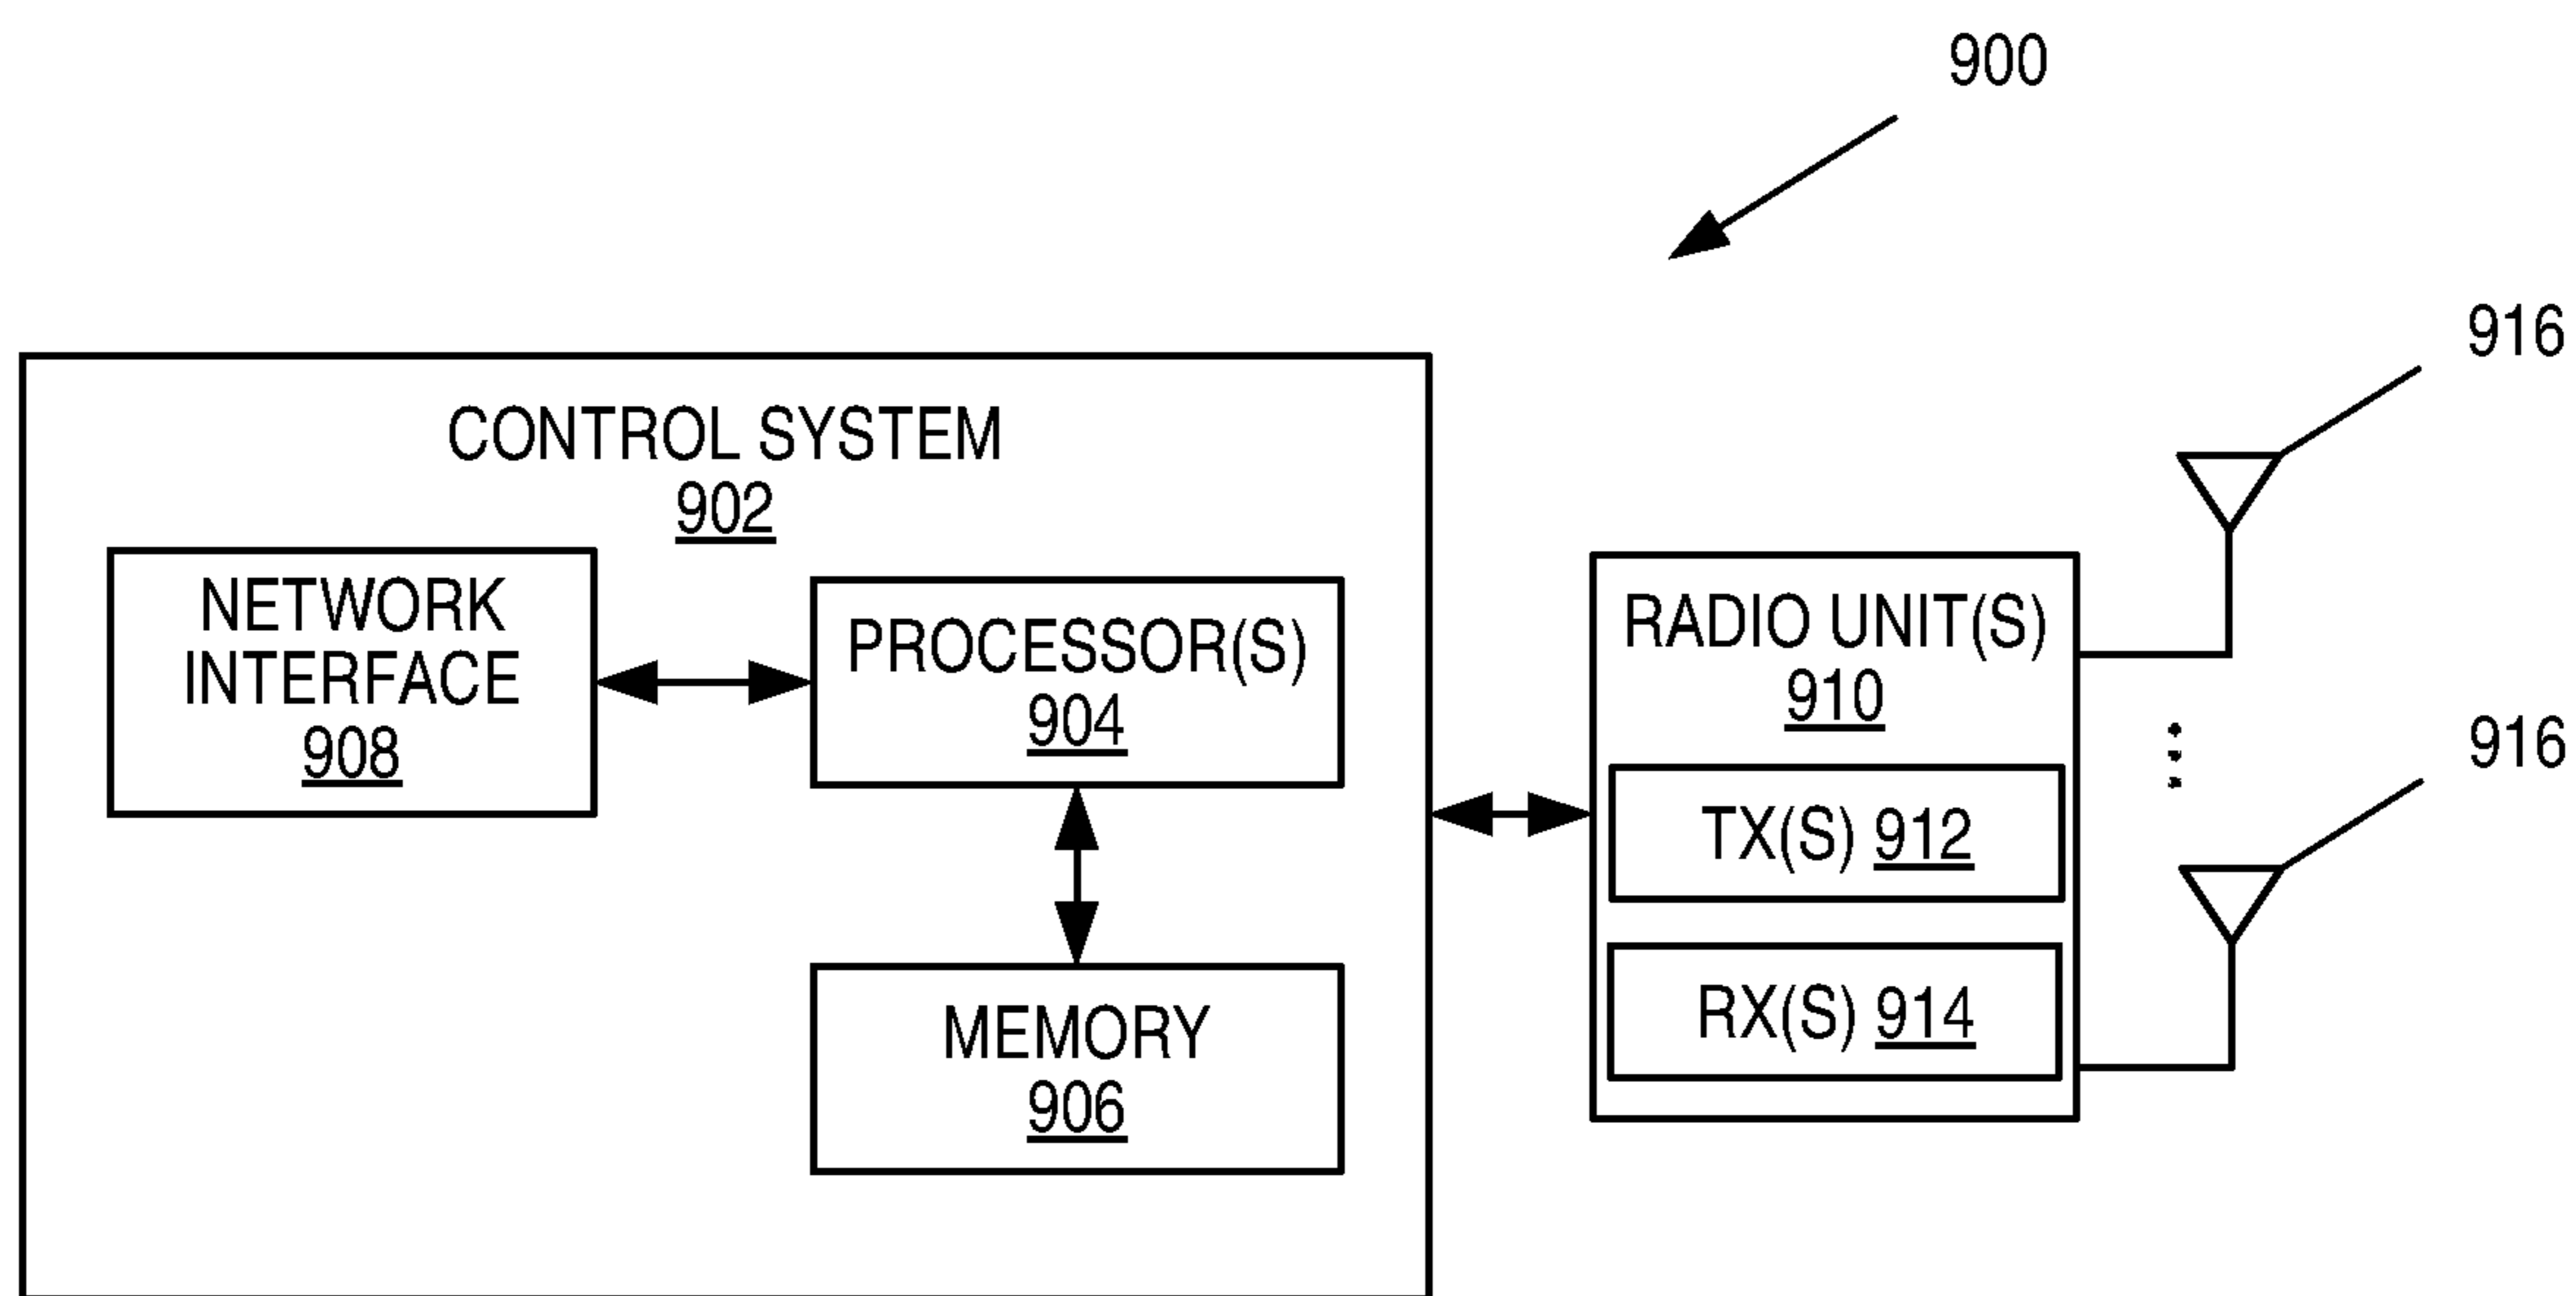 900
916
CONTROL SYSTEM
902
NETWORK
INTERFACE
908
PROCESSOR(S)
904
MEMORY
906
RADIO UNIT(S)
910
TX(S) 912
RX(S) 914
916